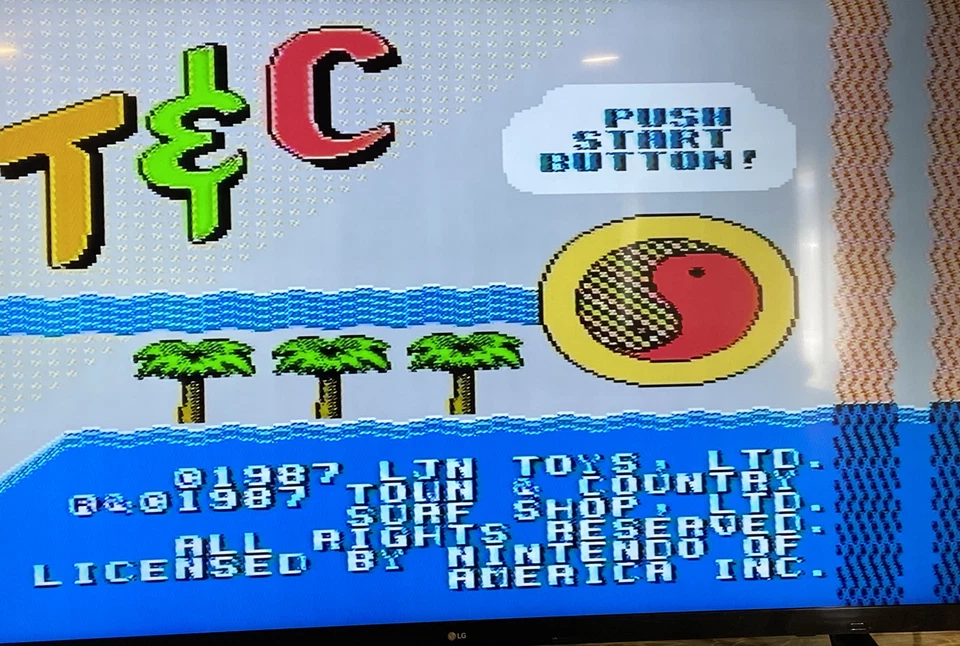 T&C
PUSH
START
BUTTON!
©1987 LJN TOYS, LTD.
®&©1987 TOWN & COUNTRY
SURF SHOP, LTD.
ALL RIGHTS RESERVED.
LICENSED BY NINTENDO OF
AMERICA INC.
LG